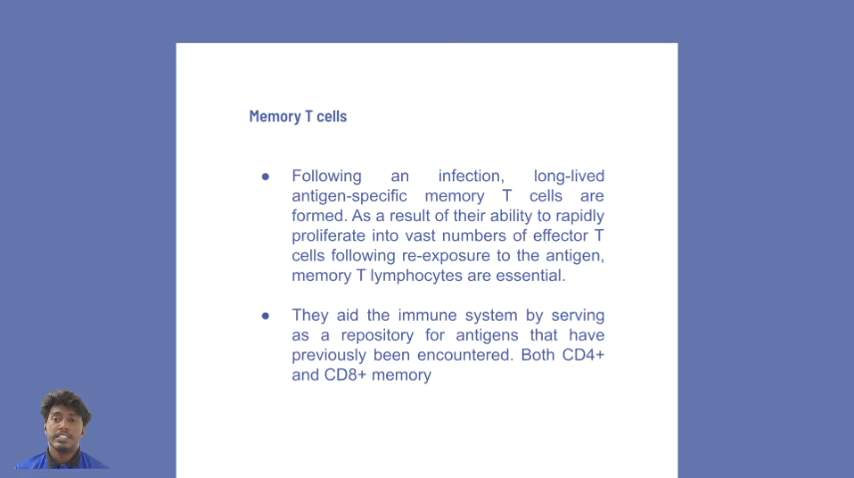 Memory T cells
● Following an infection, long-lived
antigen-specific memory T cells are
formed. As a result of their ability to rapidly
proliferate into vast numbers of effector T
cells following re-exposure to the antigen,
memory T lymphocytes are essential.
● They aid the immune system by serving
as a repository for antigens that have
previously been encountered. Both CD4+
and CD8+ memory